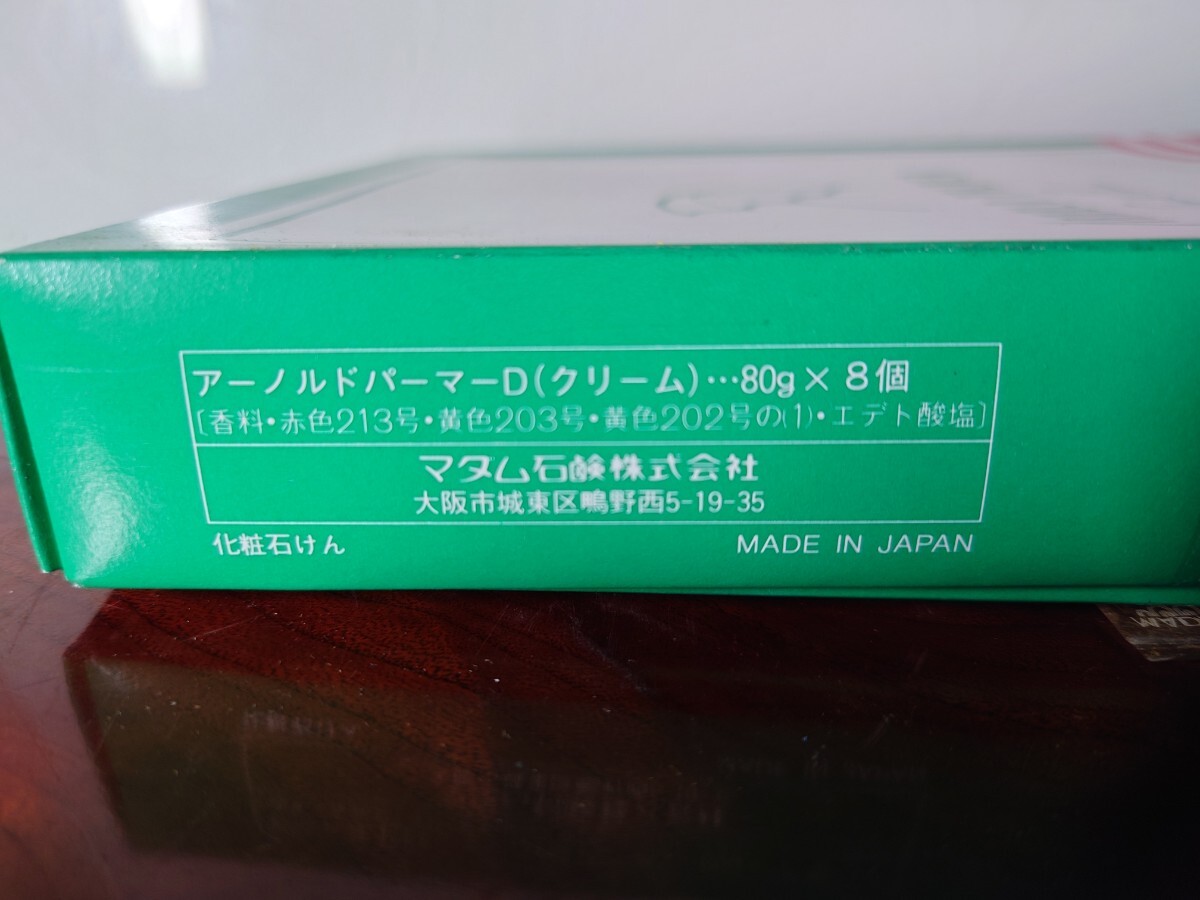 アーノルドパーマーD(クリーム)…80g×8個
[香料・赤色213号・黄色203号・黄色202号の(1)・エデト酸塩]
マダム石鹸株式会社
大阪市城東区鴫野西5-19-35
化粧石けん
MADE IN JAPAN